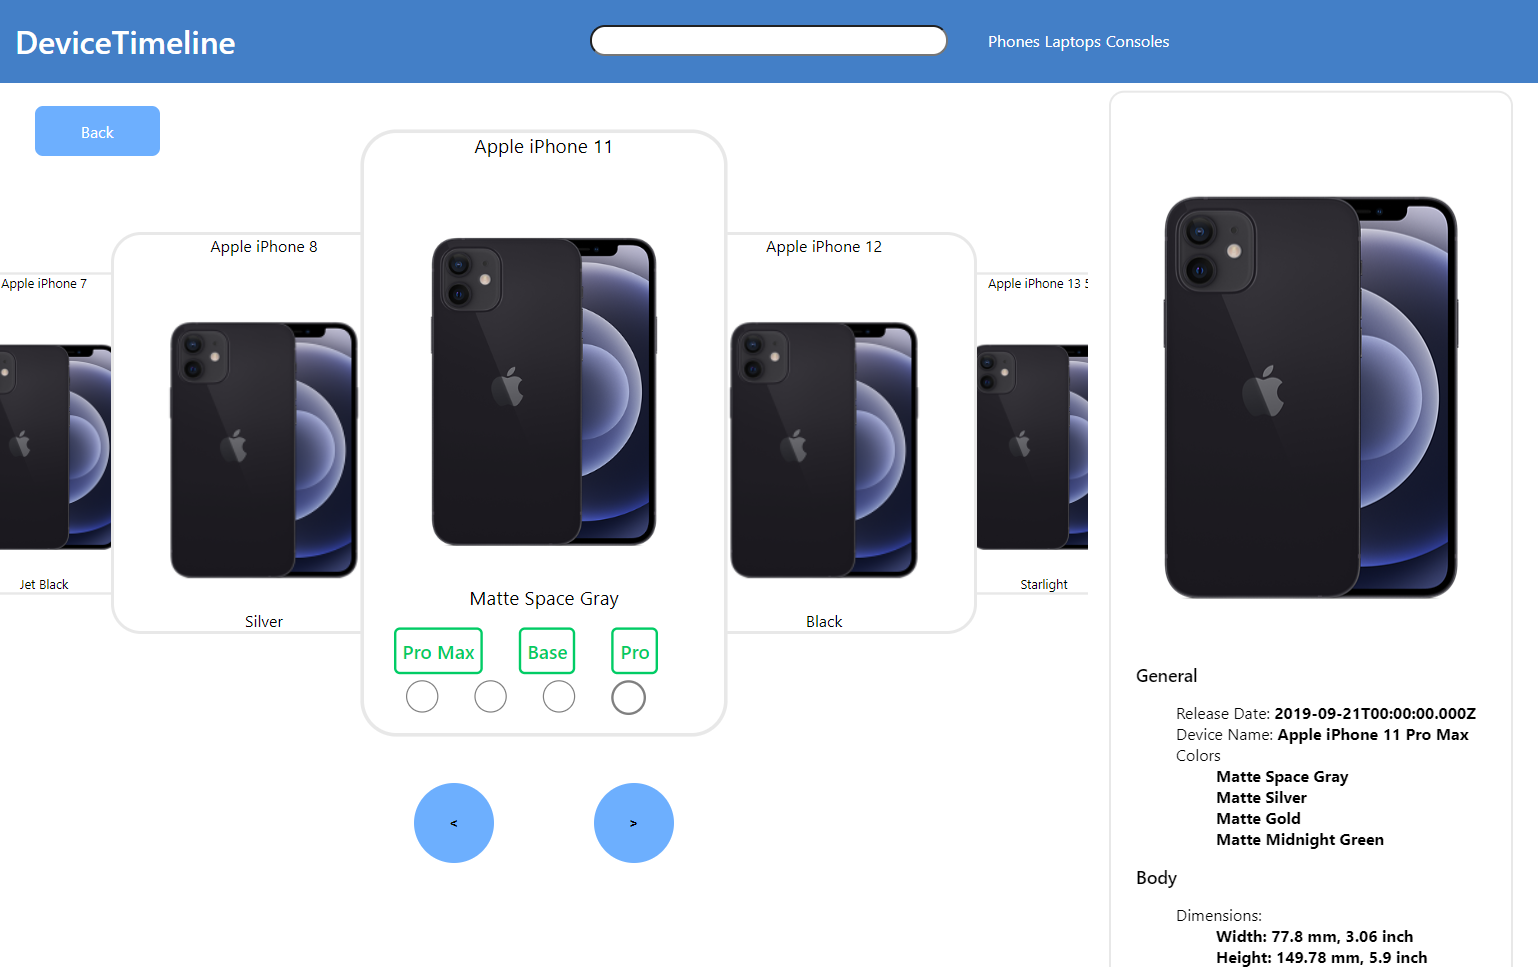 DeviceTimeline
Phones Laptops Consoles
Back
Apple iPhone 7
Jet Black
Apple iPhone 8
Silver
Apple iPhone 11
Matte Space Gray
Pro Max
Base
Pro
Apple iPhone 12
Black
Apple iPhone 13 5
Starlight
<
>
General
Release Date: 2019-09-21T00:00:00.000Z
Device Name: Apple iPhone 11 Pro Max
Colors
Matte Space Gray
Matte Silver
Matte Gold
Matte Midnight Green
Body
Dimensions:
Width: 77.8 mm, 3.06 inch
Height: 149.78 mm, 5.9 inch